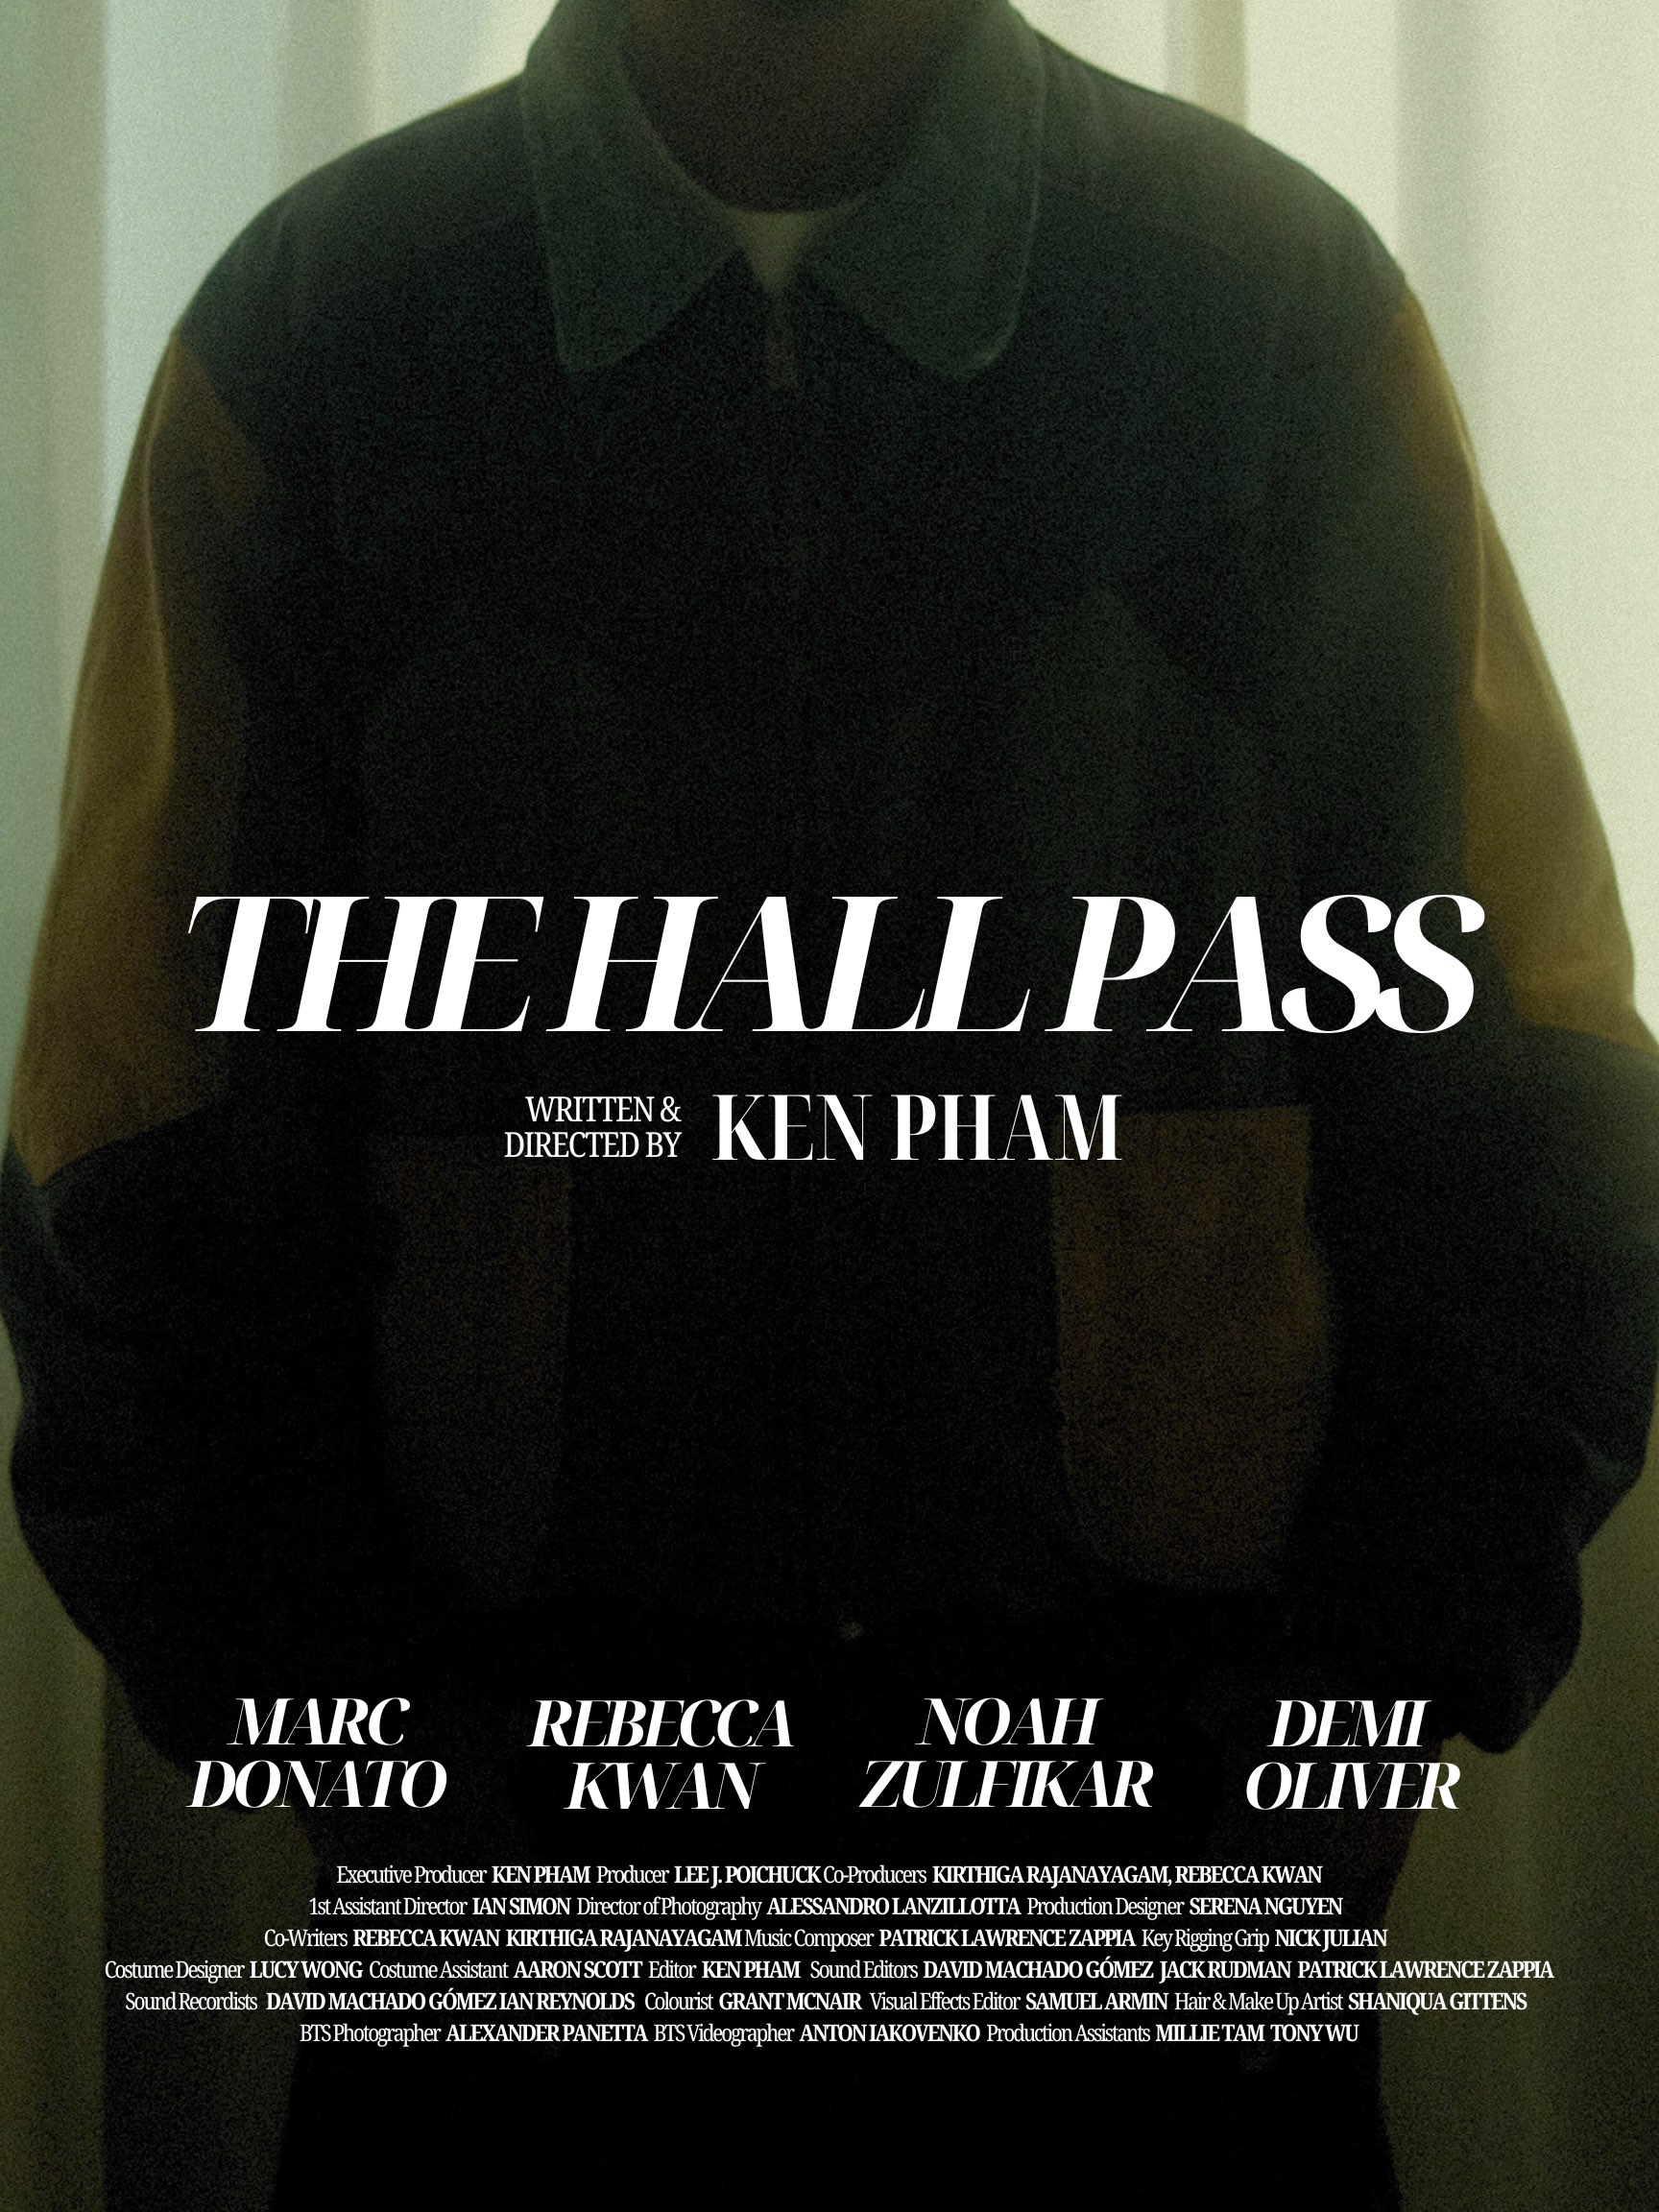 THE HALL PASS
WRITTEN &
DIRECTED BY
KEN PHAM
MARC
DONATO
REBECCA
KWAN
NOAH
ZULFIKAR
DEMI
OLIVER
Executive Producer KEN PHAM Producer LEE J. POICHUCK Co-Producers KIRTHIGA RAJANAYAGAM, REBECCA KWAN
1st Assistant Director IAN SIMON Director of Photography ALESSANDRO LANZILLOTTA Production Designer SERENA NGUYEN
Co-Writers REBECCA KWAN KIRTHIGA RAJANAYAGAM Music Composer PATRICK LAWRENCE ZAPPIA Key Rigging Grip NICK JULIAN
Costume Designer LUCY WONG Costume Assistant AARON SCOTT Editor KEN PHAM Sound Editors DAVID MACHADO GÓMEZ JACK RUDMAN PATRICK LAWRENCE ZAPPIA
Sound Recordists DAVID MACHADO GÓMEZ IAN REYNOLDS Colourist GRANT MCNAIR Visual Effects Editor SAMUEL ARMIN Hair & Make Up Artist SHANIQUA GITTENS
BTS Photographer ALEXANDER PANETTA BTS Videographer ANTON IAKOVENKO Production Assistants MILLIE TAM TONY WU